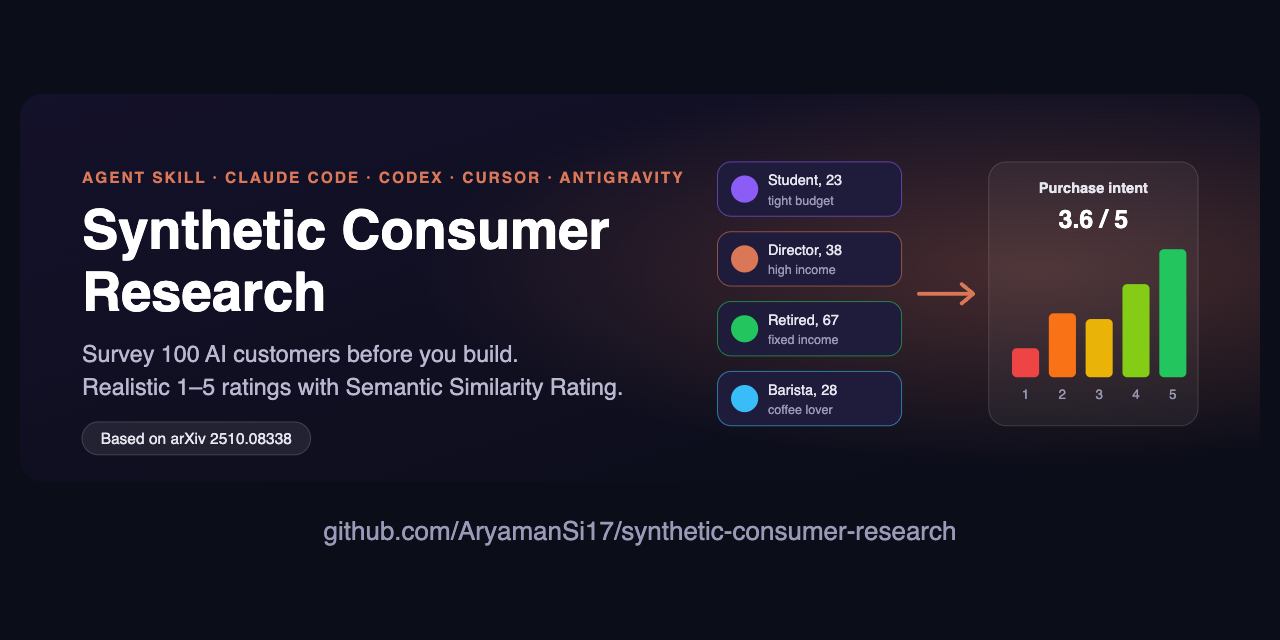 AGENT SKILL · CLAUDE CODE · CODEX · CURSOR · ANTIGRAVITY
Synthetic Consumer
Research
Survey 100 AI customers before you build.
Realistic 1–5 ratings with Semantic Similarity Rating.
Based on arXiv 2510.08338
Student, 23
tight budget
Director, 38
high income
Retired, 67
fixed income
Barista, 28
coffee lover
Purchase intent
3.6 / 5
1 2 3 4 5
github.com/AryamanSi17/synthetic-consumer-research